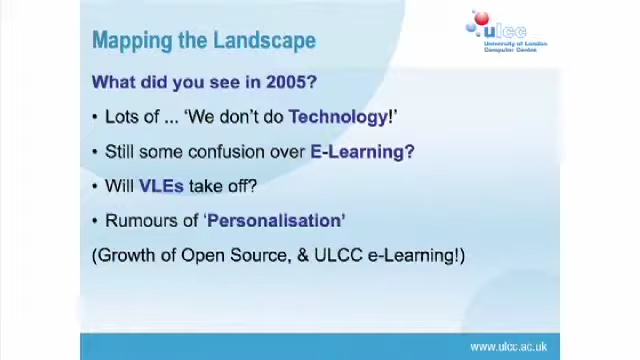 Mapping the Landscape
ulcc
University of London
Computer Centre
What did you see in 2005?
• Lots of ... ‘We don’t do Technology!’
• Still some confusion over E-Learning?
• Will VLEs take off?
• Rumours of ‘Personalisation’
(Growth of Open Source, & ULCC e-Learning!)
www.ulcc.ac.uk